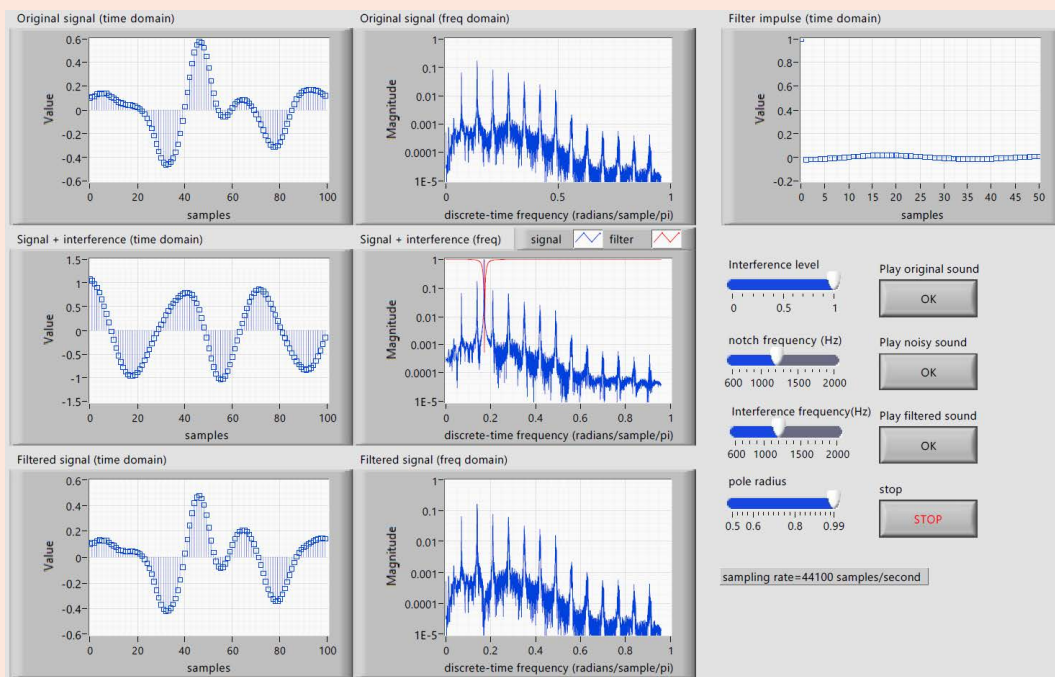 Original signal (time domain)
Value
0.6
0.4
0.2
0
-0.2
-0.4
-0.6
0 20 40 60 80 100
samples
Original signal (freq domain)
Magnitude
1
0.1
0.01
0.001
0.0001
1E-5
0 0.5 1
discrete-time frequency (radians/sample/pi)
Filter impulse (time domain)
Value
1
0.8
0.6
0.4
0.2
0
-0.2
0 5 10 15 20 25 30 35 40 45 50
samples
Signal + interference (time domain)
Value
1.5
1
0.5
0
-0.5
-1
-1.5
0 20 40 60 80 100
samples
Signal + interference (freq)
signal filter
Magnitude
1
0.1
0.01
0.001
0.0001
1E-5
0 0.2 0.4 0.6 0.8 1
discrete-time frequency (radians/sample/pi)
Filtered signal (time domain)
Value
0.6
0.4
0.2
0
-0.2
-0.4
-0.6
0 20 40 60 80 100
samples
Filtered signal (freq domain)
Magnitude
1
0.1
0.01
0.001
0.0001
1E-5
0 0.2 0.4 0.6 0.8 1
discrete-time frequency (radians/sample/pi)
Interference level
0 0.5 1
Play original sound
OK
notch frequency (Hz)
600 1000 1500 2000
Play noisy sound
OK
Interference frequency(Hz)
600 1200 2000
Play filtered sound
OK
pole radius
0.5 0.6 0.8 0.99
stop
STOP
sampling rate=44100 samples/second